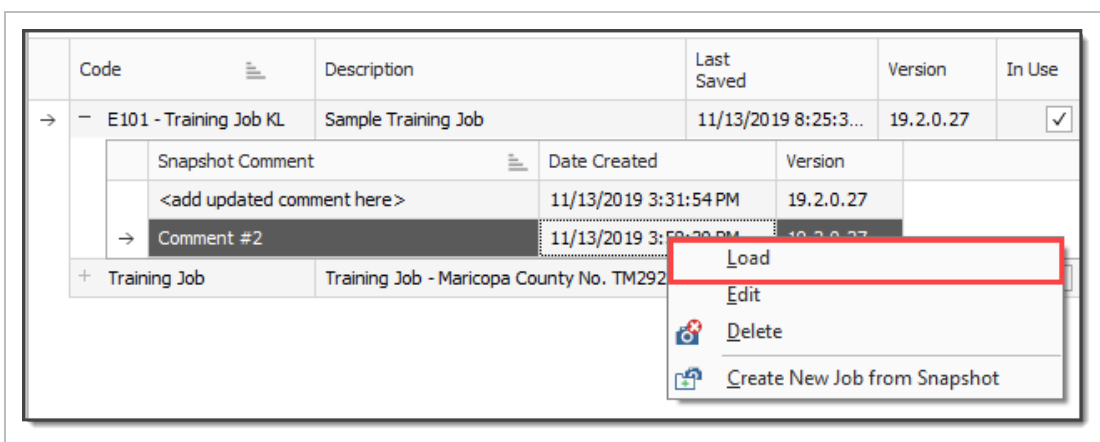 Code Description Last Saved Version In Use
E101 - Training Job KL Sample Training Job 11/13/2019 8:25:3... 19.2.0.27
Snapshot Comment Date Created Version
<add updated comment here> 11/13/2019 3:31:54 PM 19.2.0.27
Comment #2 11/13/2019
Training Job Training Job - Maricopa County No. TM292
Load
Edit
Delete
Create New Job from Snapshot